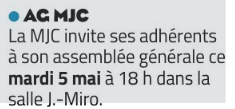 ● AG MJC
La MJC invite ses adhérents
à son assemblée générale ce
mardi 5 mai à 18 h dans la
salle J.-Miro.